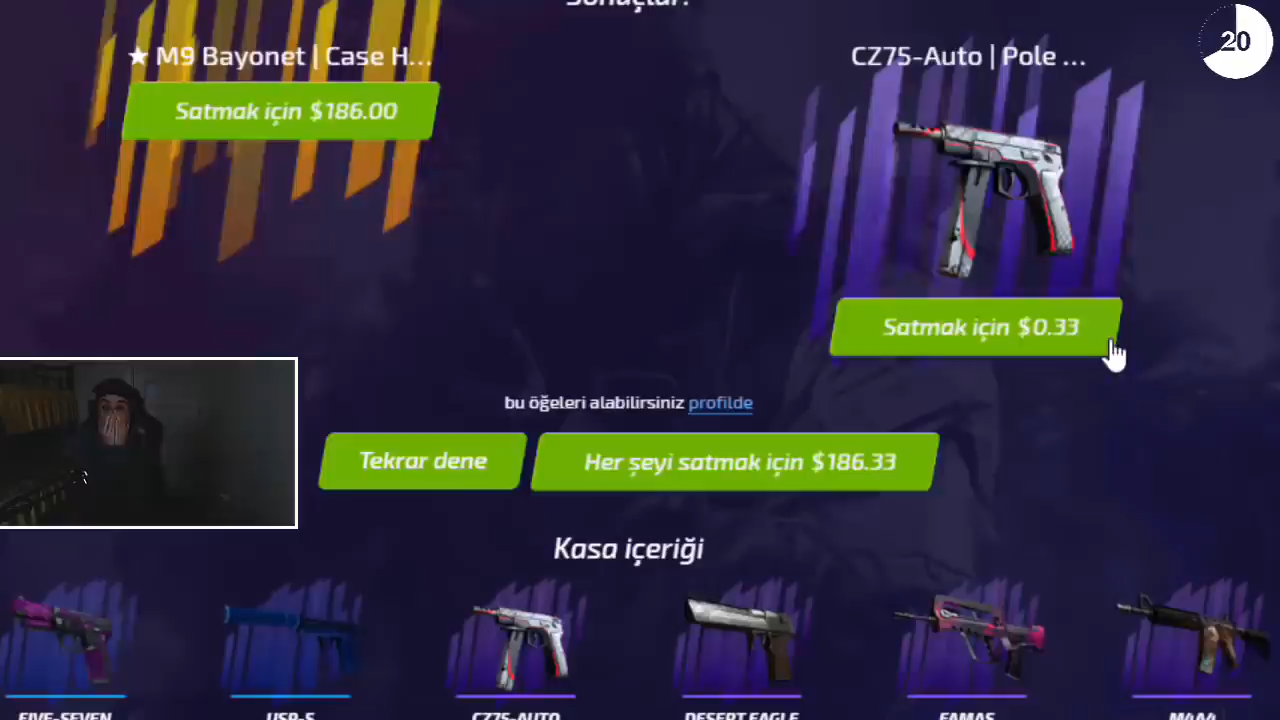 Sonuçlar:
★ M9 Bayonet | Case H...
CZ75-Auto | Pole ...
20
Satmak için $186.00
Satmak için $0.33
bu öğeleri alabilirsiniz profilde
Tekrar dene
Her şeyi satmak için $186.33
Kasa içeriği
FIVE-SEVEN
USP-S
CZ75-AUTO
DESERT EAGLE
FAMAS
M4A4